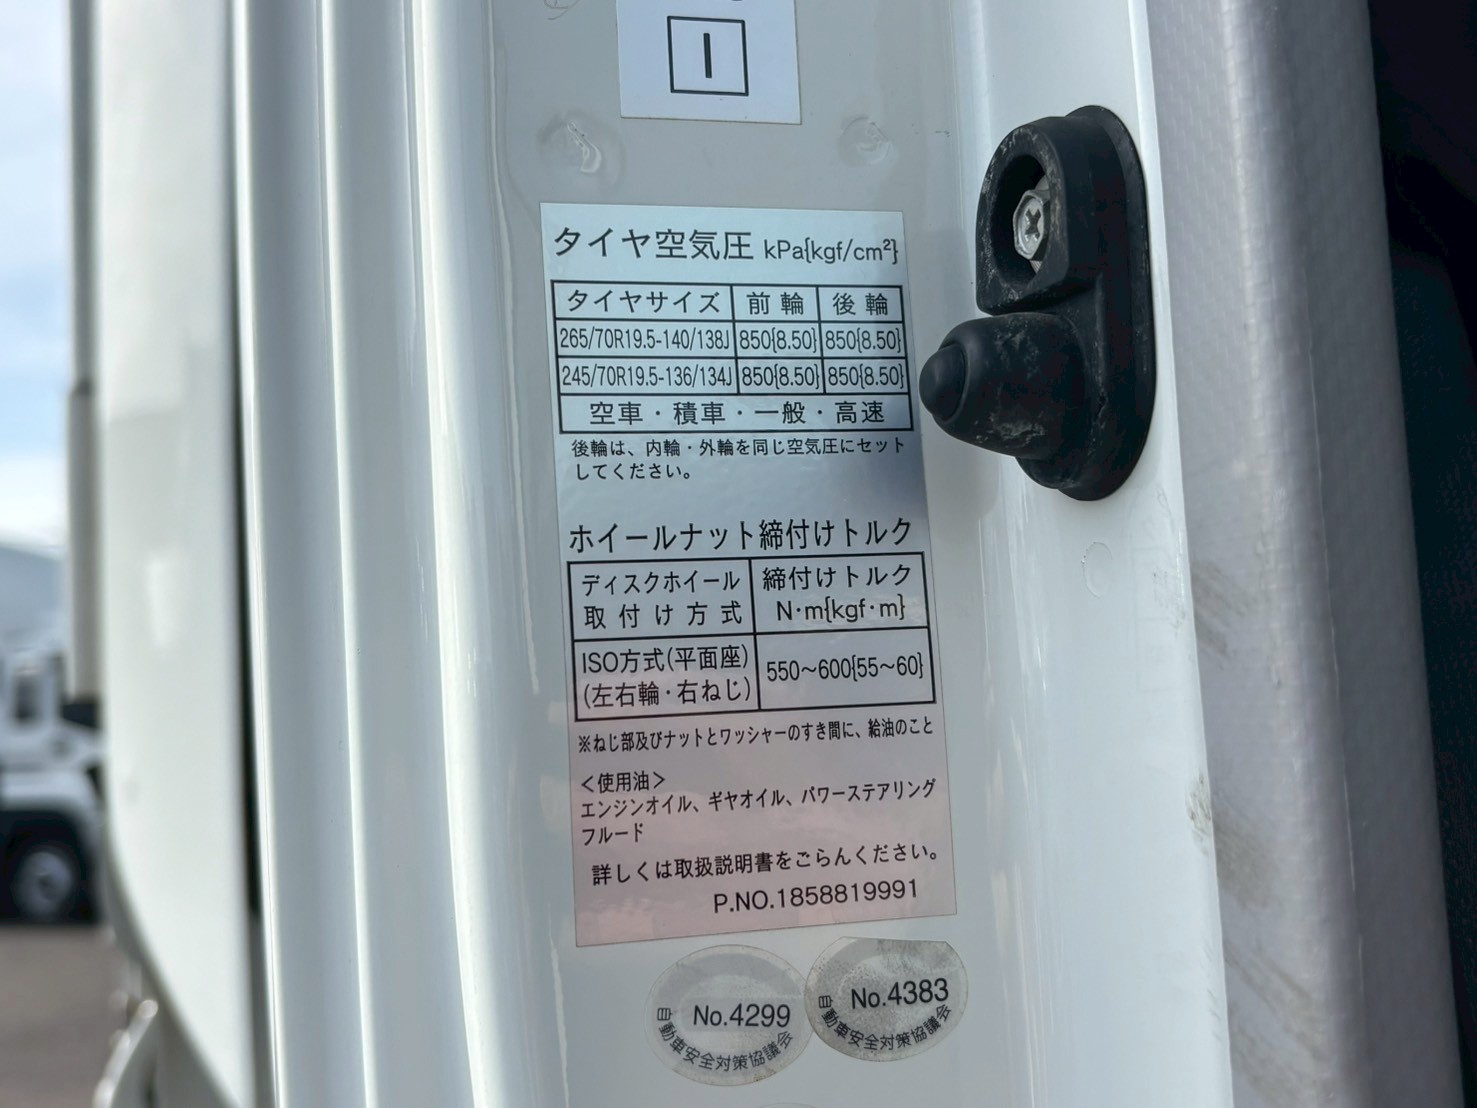 I
タイヤ空気圧 kPa{kgf/cm²}
タイヤサイズ 前輪 後輪
265/70R19.5-140/138J 850{8.50} 850{8.50}
245/70R19.5-136/134J 850{8.50} 850{8.50}
空車・積車・一般・高速
後輪は、内輪・外輪を同じ空気圧にセット
してください。
ホイールナット締付けトルク
ディスクホイール 締付けトルク
取付け方式 N·m{kgf·m}
ISO方式(平面座) 550～600{55～60}
(左右輪・右ねじ)
※ねじ部及びナットとワッシャーのすき間に、給油のこと
＜使用油＞
エンジンオイル、ギヤオイル、パワーステアリング
フルード
詳しくは取扱説明書をごらんください。
P.NO.1858819991
No.4299
自動車安全対策協議会
No.4383
自動車安全対策協議会